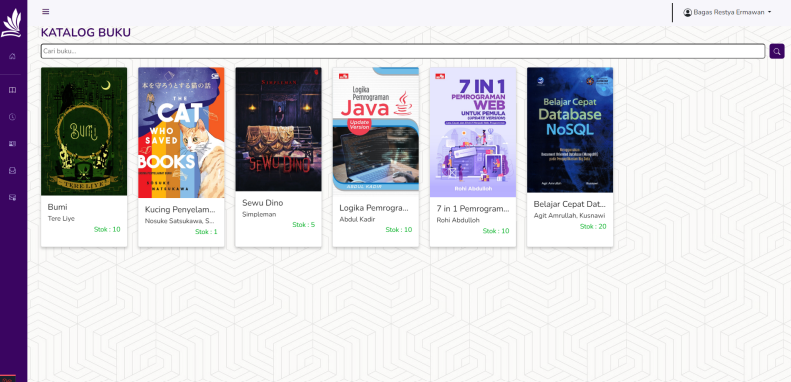 Bagas Restya Ermawan
KATALOG BUKU
Cari buku...
Bumi
TERE LIYE
本を守ろうとする猫の話
THE
CAT
WHO
SAVED
BOOKS
SOSUKE
NATSUKAWA
SEWU DINO
Logika
Pemrograman
Java
Update
Version
ABDUL KADIR
7 IN 1
PEMROGRAMAN
WEB
UNTUK PEMULA
(UPDATE VERSION)
Rohi Abdulloh
Belajar Cepat
Database
NoSQL
Bumi
Tere Liye
Stok : 10
Kucing Penyelam...
Nosuke Satsukawa, S...
Stok : 1
Sewu Dino
Simpleman
Stok : 5
Logika Pemrogra...
Abdul Kadir
Stok : 10
7 in 1 Pemrogram...
Rohi Abdulloh
Stok : 10
Belajar Cepat Dat...
Agit Amrullah, Kusnawi
Stok : 20